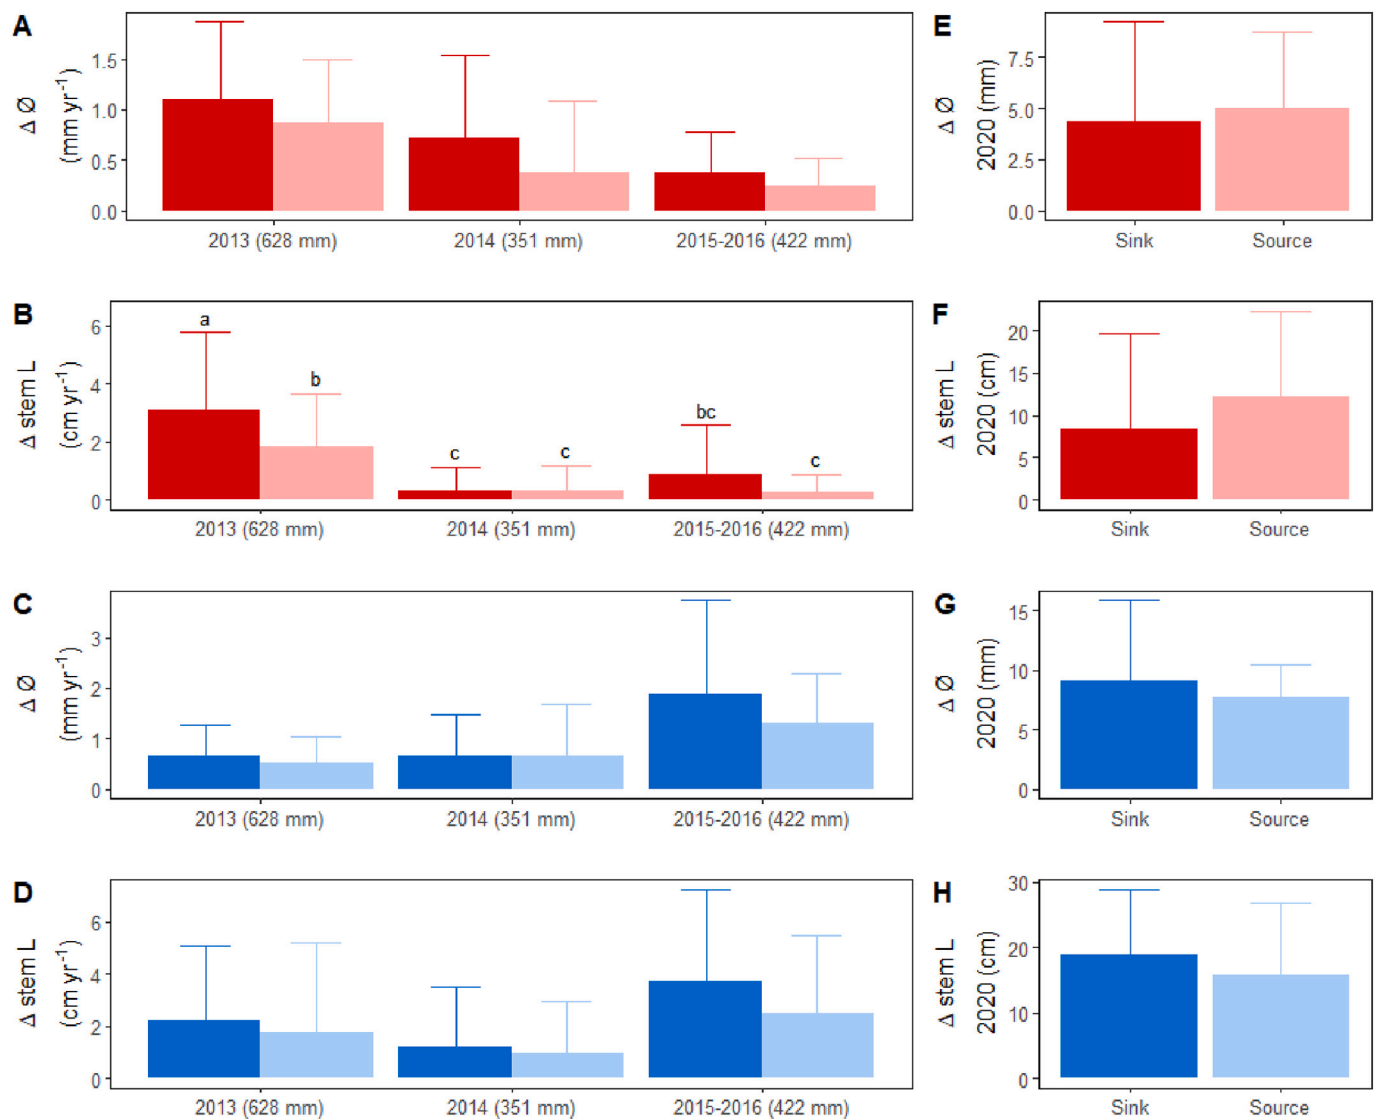 A
Δ Ø
(mm yr⁻¹)
1.5
1.0
0.5
0.0
2013 (628 mm)
2014 (351 mm)
2015-2016 (422 mm)
E
Δ Ø
2020 (mm)
7.5
5.0
2.5
0.0
Sink
Source
B
Δ stem L
(cm yr⁻¹)
6
4
2
0
a
b
c
c
bc
c
2013 (628 mm)
2014 (351 mm)
2015-2016 (422 mm)
F
Δ stem L
2020 (cm)
20
15
10
5
0
Sink
Source
C
Δ Ø
(mm yr⁻¹)
3
2
1
0
2013 (628 mm)
2014 (351 mm)
2015-2016 (422 mm)
G
Δ Ø
2020 (mm)
15
10
5
0
Sink
Source
D
Δ stem L
(cm yr⁻¹)
6
4
2
0
2013 (628 mm)
2014 (351 mm)
2015-2016 (422 mm)
H
Δ stem L
2020 (cm)
30
20
10
0
Sink
Source